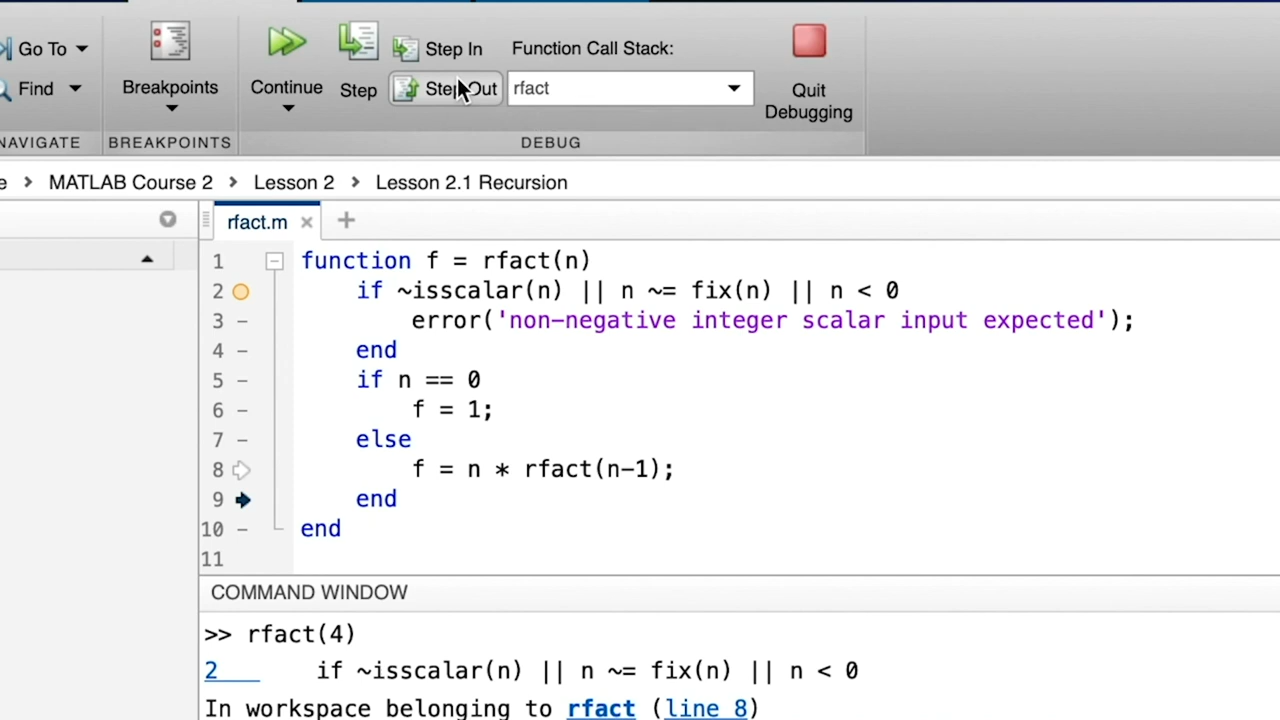 Go To
Find
NAVIGATE
Breakpoints
BREAKPOINTS
Continue
Step
Step In
Step Out
Function Call Stack:
rfact
Quit
Debugging
DEBUG
e > MATLAB Course 2 > Lesson 2 > Lesson 2.1 Recursion
rfact.m × +
1 function f = rfact(n)
2 if ~isscalar(n) || n ~= fix(n) || n < 0
3 – error('non-negative integer scalar input expected');
4 – end
5 – if n == 0
6 – f = 1;
7 – else
8 f = n * rfact(n-1);
9 end
10 – end
11
COMMAND WINDOW
>> rfact(4)
2 if ~isscalar(n) || n ~= fix(n) || n < 0
In workspace belonging to rfact (line 8)